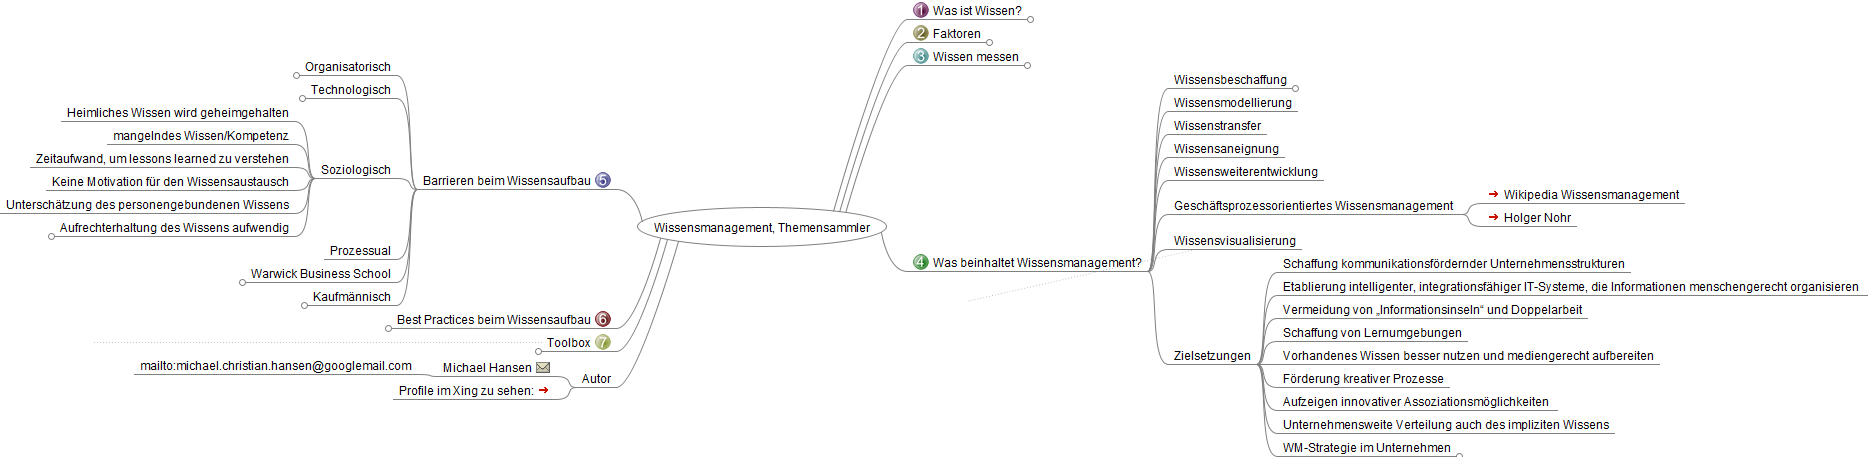 Wissensmanagement, Themensammler
1 Was ist Wissen?
2 Faktoren
3 Wissen messen
4 Was beinhaltet Wissensmanagement?
Wissensbeschaffung
Wissensmodellierung
Wissenstransfer
Wissensaneignung
Wissensweiterentwicklung
Geschäftsprozessorientiertes Wissensmanagement
Wikipedia Wissensmanagement
Holger Nohr
Wissensvisualisierung
Zielsetzungen
Schaffung kommunikationsfördernder Unternehmensstrukturen
Etablierung intelligenter, integrationsfähiger IT-Systeme, die Informationen menschengerecht organisieren
Vermeidung von „Informationsinseln“ und Doppelarbeit
Schaffung von Lernumgebungen
Vorhandenes Wissen besser nutzen und mediengerecht aufbereiten
Förderung kreativer Prozesse
Aufzeigen innovativer Assoziationsmöglichkeiten
Unternehmensweite Verteilung auch des impliziten Wissens
WM-Strategie im Unternehmen
Barrieren beim Wissensaufbau 5
Organisatorisch
Technologisch
Soziologisch
Heimliches Wissen wird geheimgehalten
mangelndes Wissen/Kompetenz
Zeitaufwand, um lessons learned zu verstehen
Keine Motivation für den Wissensaustausch
Unterschätzung des personengebundenen Wissens
Aufrechterhaltung des Wissens aufwendig
Prozessual
Warwick Business School
Kaufmännisch
Best Practices beim Wissensaufbau 6
Toolbox 7
Autor
Michael Hansen
mailto:michael.christian.hansen@googlemail.com
Profile im Xing zu sehen: